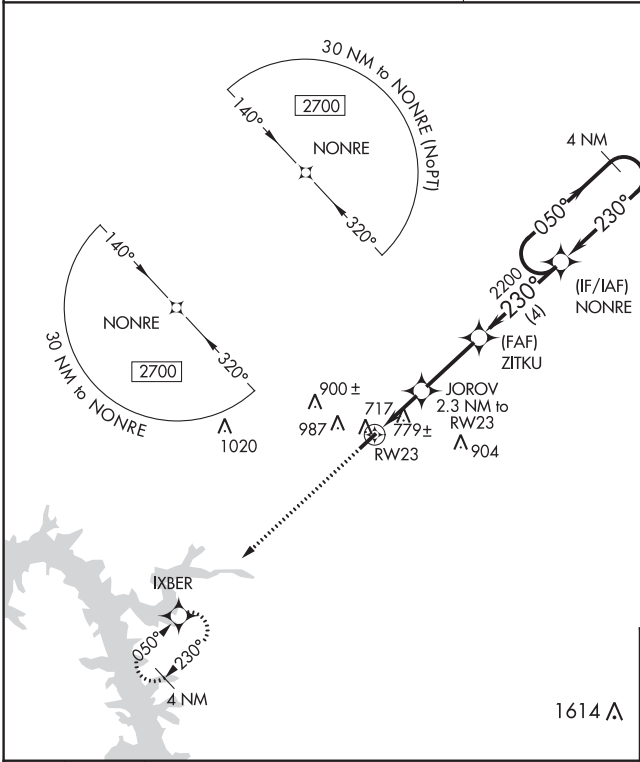 30 NM to NONRE (NoPT)
2700
140°
NONRE
320°
4 NM
050°
230°
(IF/IAF)
NONRE
2200
230°
(4)
(FAF)
ZITKU
140°
NONRE
320°
2700
30 NM to NONRE
JOROV
2.3 NM to
RW23
900 ±
717
987
779±
RW23
904
1020
IXBER
050°
230°
4 NM
1614